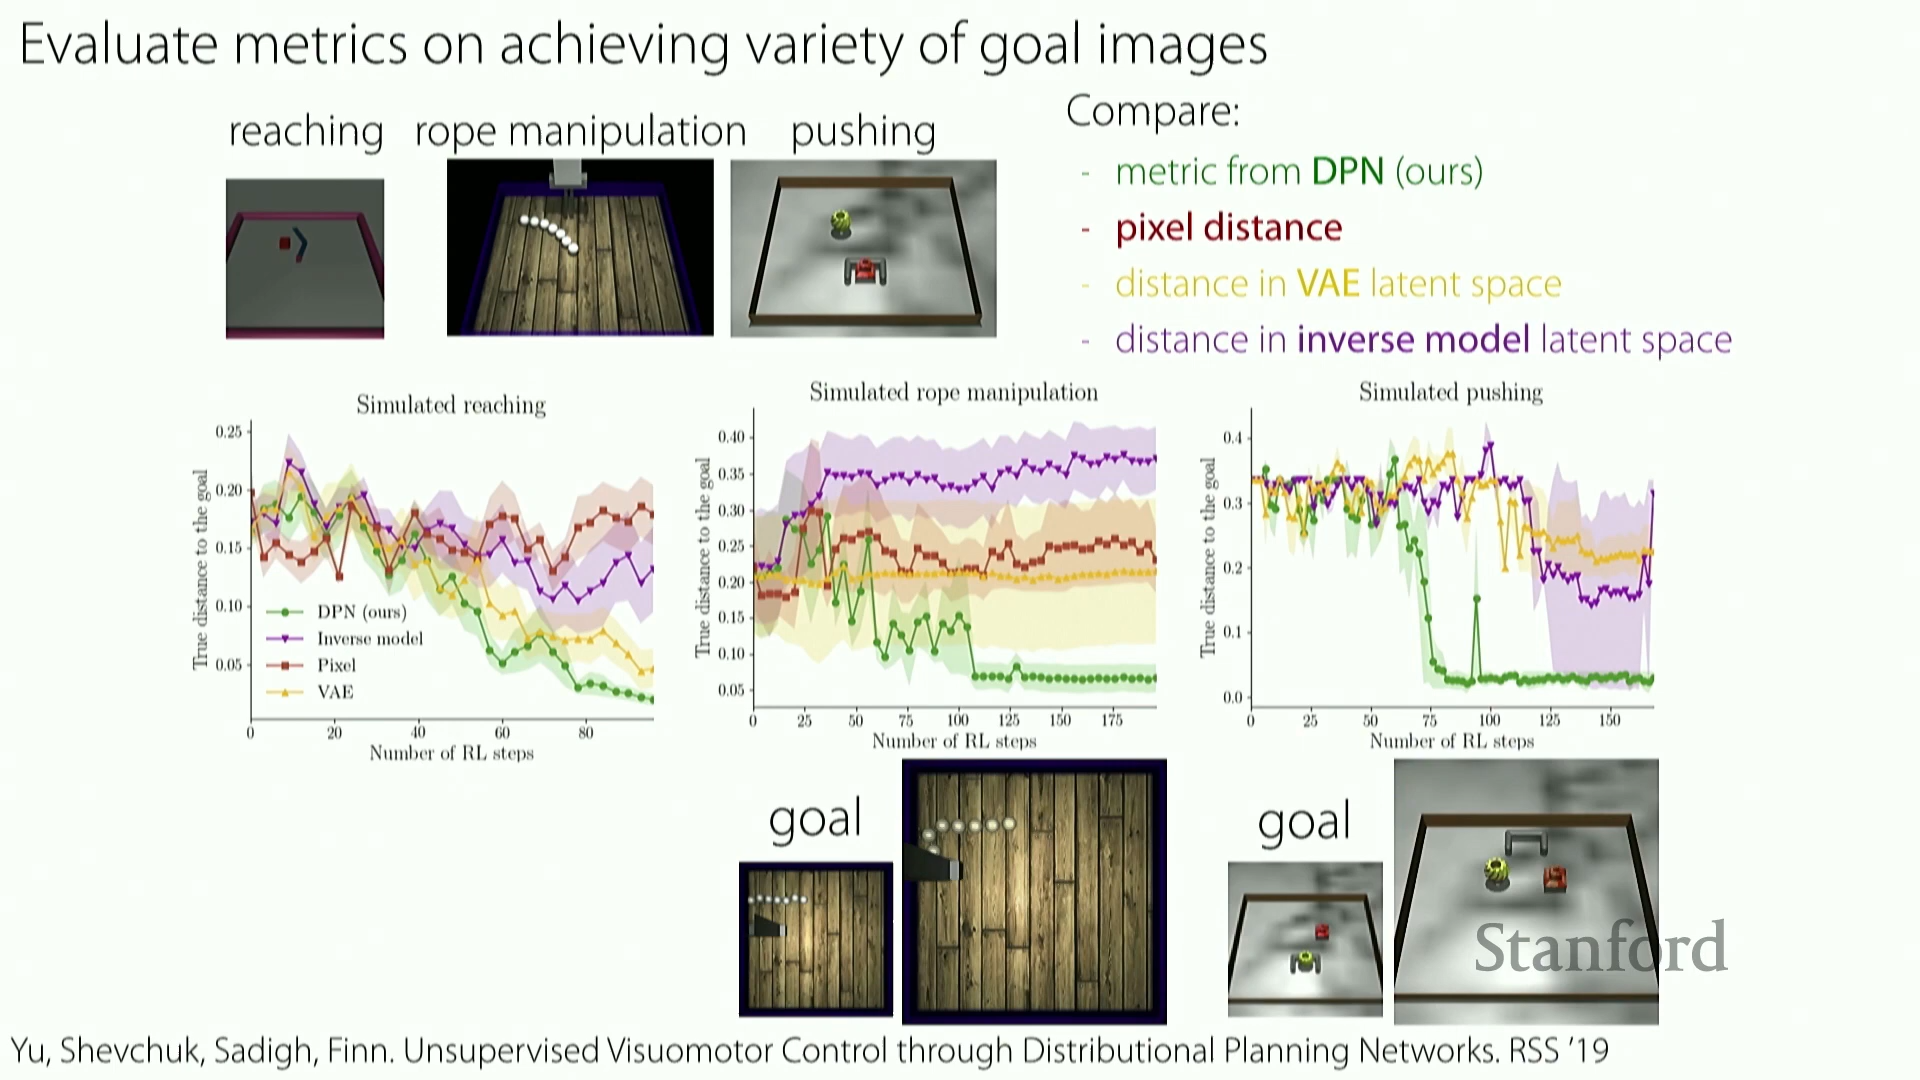 Evaluate metrics on achieving variety of goal images
reaching
rope manipulation
pushing
Compare:
- metric from DPN (ours)
- pixel distance
- distance in VAE latent space
- distance in inverse model latent space
Simulated reaching
True distance to the goal
0.25
0.20
0.15
0.10
0.05
DPN (ours)
Inverse model
Pixel
VAE
0 20 40 60 80
Number of RL steps
Simulated rope manipulation
True distance to the goal
0.40
0.35
0.30
0.25
0.20
0.15
0.10
0.05
0 25 50 75 100 125 150 175
Number of RL steps
Simulated pushing
True distance to the goal
0.4
0.3
0.2
0.1
0.0
0 25 50 75 100 125 150
Number of RL steps
goal
goal
Stanford
Yu, Shevchuk, Sadigh, Finn. Unsupervised Visuomotor Control through Distributional Planning Networks. RSS '19